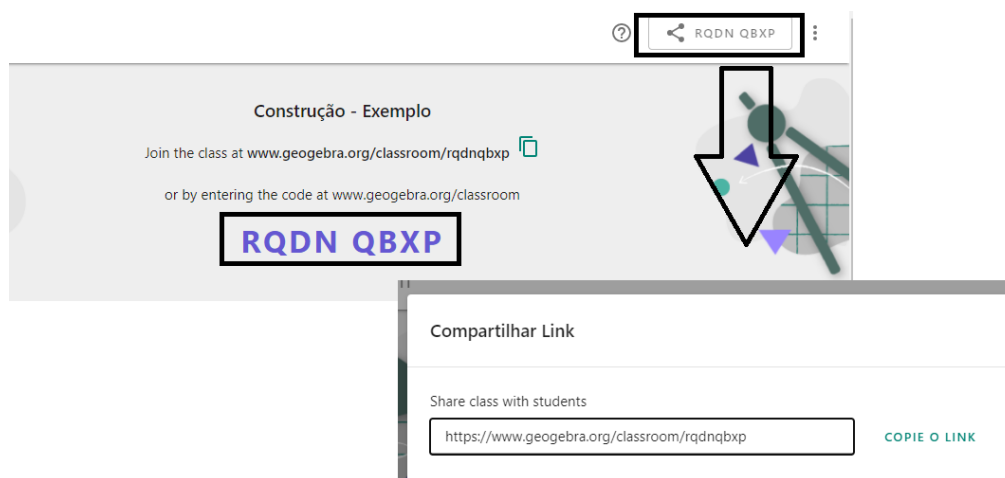 RQDN QBXP
Construção - Exemplo
Join the class at www.geogebra.org/classroom/rqdnqbxp
or by entering the code at www.geogebra.org/classroom
RQDN QBXP
Compartilhar Link
Share class with students
https://www.geogebra.org/classroom/rqdnqbxp COPIE O LINK